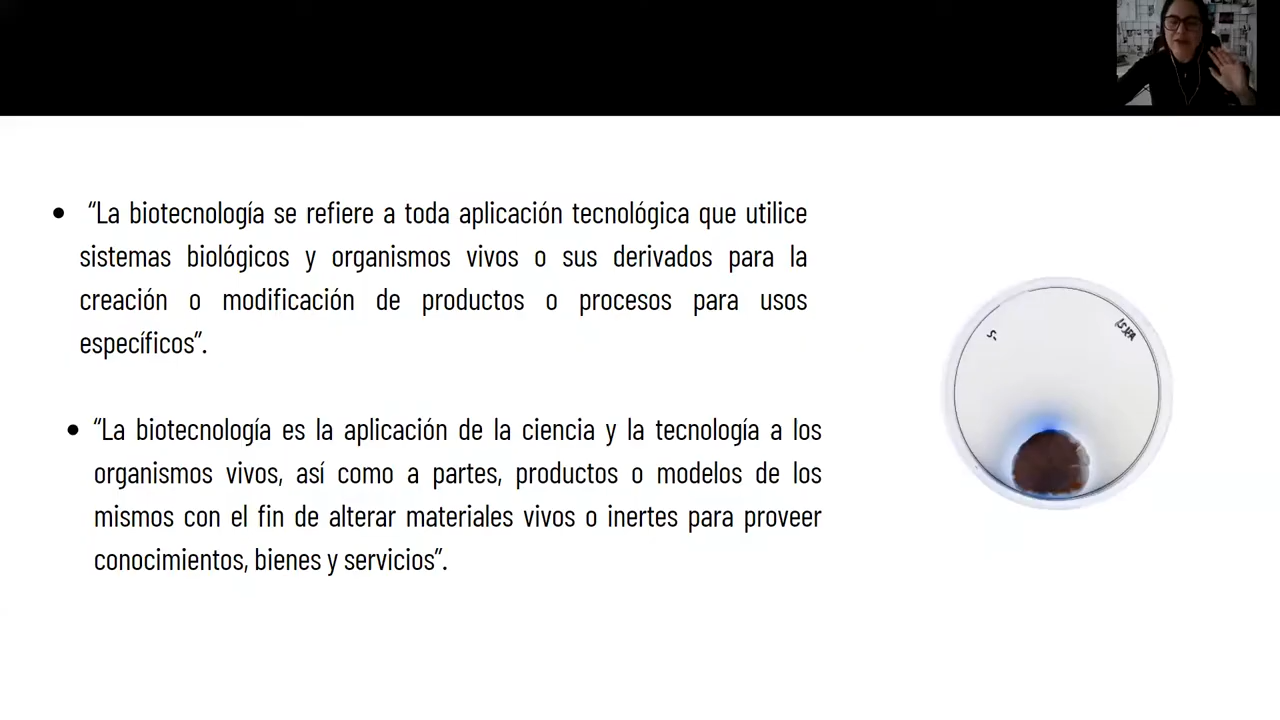 “La biotecnología se refiere a toda aplicación tecnológica que utilice
sistemas biológicos y organismos vivos o sus derivados para la
creación o modificación de productos o procesos para usos
específicos”.
“La biotecnología es la aplicación de la ciencia y la tecnología a los
organismos vivos, así como a partes, productos o modelos de los
mismos con el fin de alterar materiales vivos o inertes para proveer
conocimientos, bienes y servicios”.